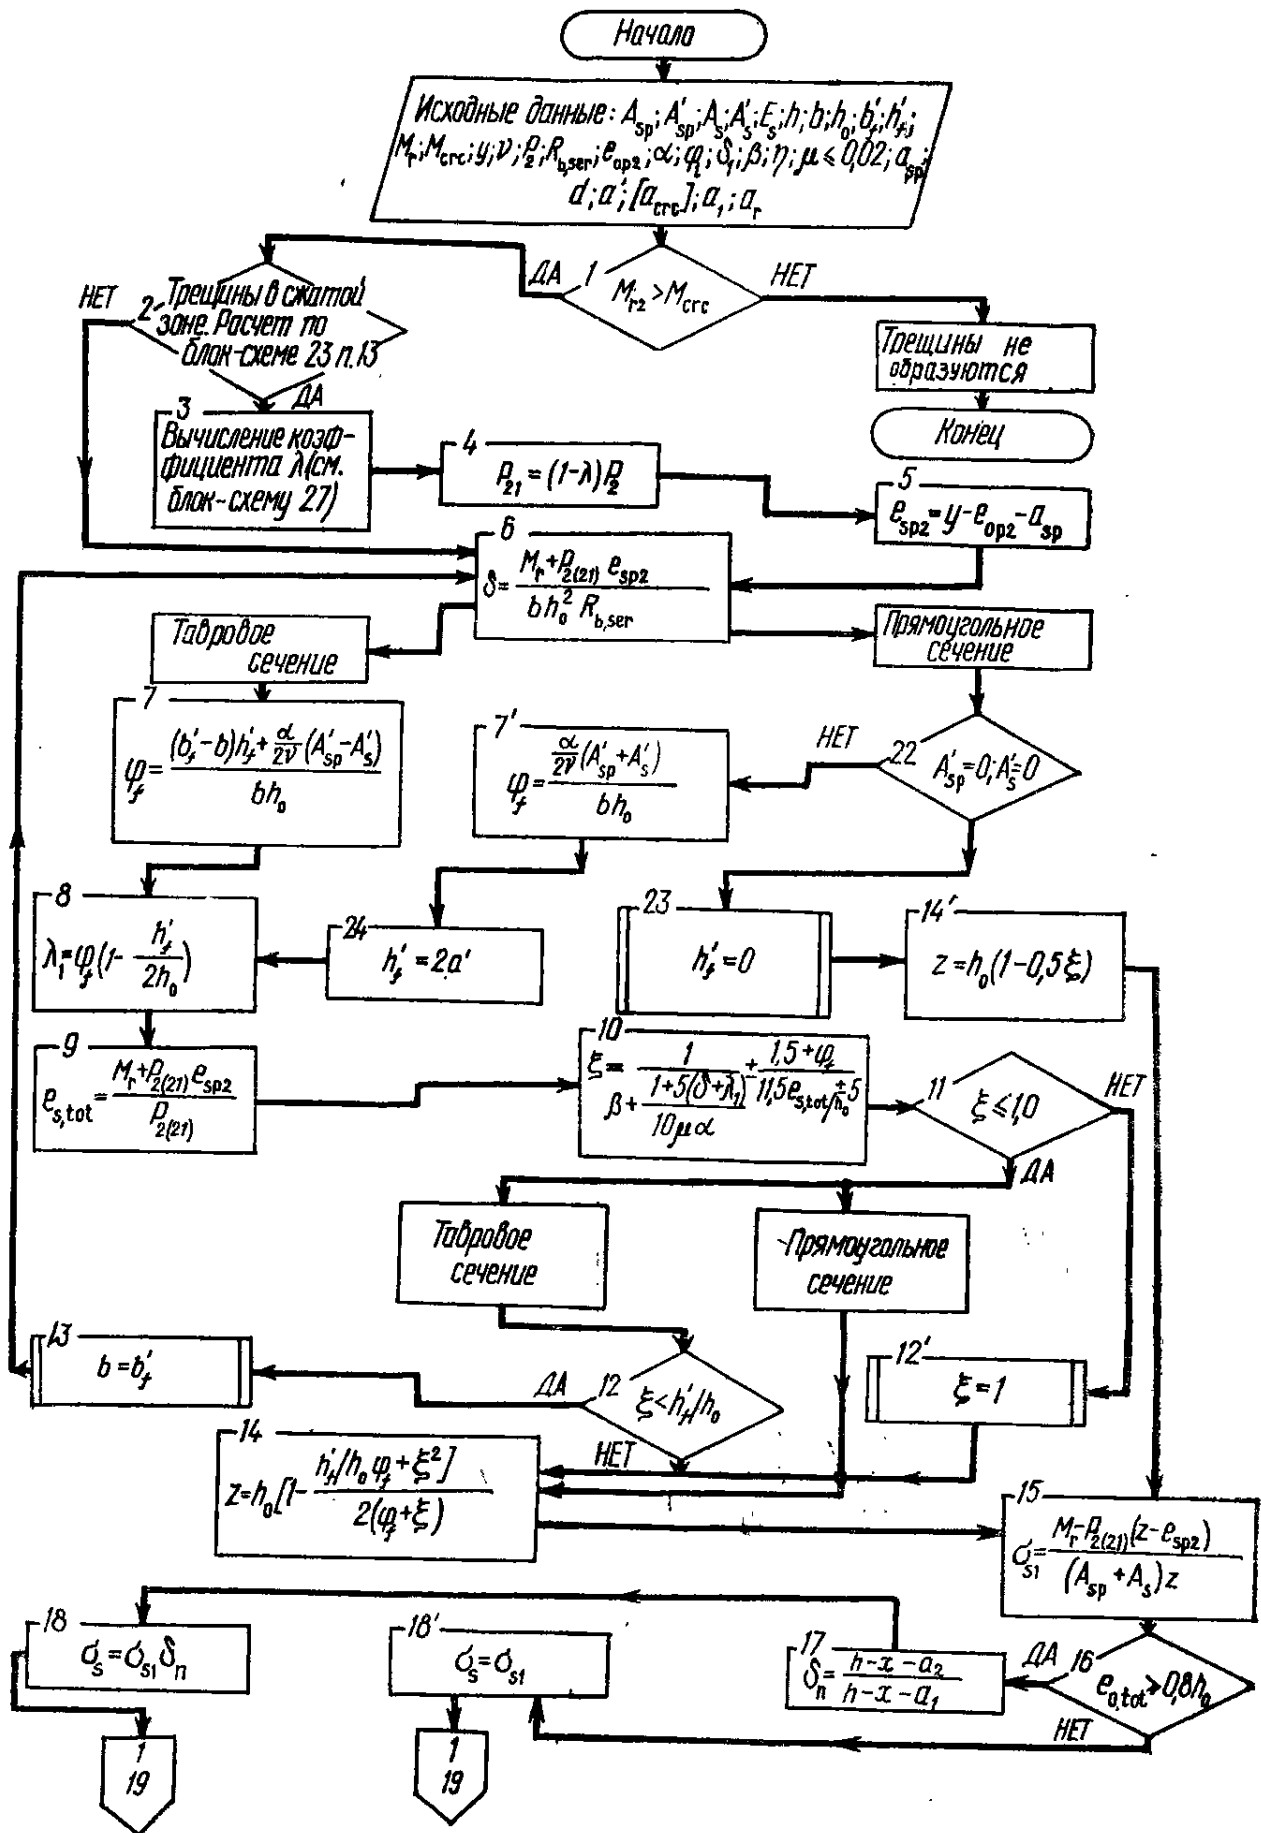 Начало
Исходные данные: A_sp; A'_sp; A_s; A'_s; E_s; h; b; h_0; b'_f; h'_f;
M_r; M_crc; y; ν; P_2; R_b,ser; e_op2; α; φ_l; δ_1; β; η; μ ≤ 0,02; a_sp;
d; a'; [a_crc]; a_1; a_r
1
ДА
НЕТ
M_r2 > M_crc
НЕТ
2
Трещины в сжатой
зоне. Расчет по
блок-схеме 23 п.13
ДА
Трещины не
образуются
Конец
3
Вычисление коэф-
фициента λ (см.
блок-схему 27)
4
P_21 = (1-λ)P_2
5
e_sp2 = y - e_op2 - a_sp
6
δ = (M_r + P_2(21) e_sp2) / (b h_0^2 R_b,ser)
Тавровое
сечение
Прямоугольное
сечение
7
φ_f = ((b'_f - b)h'_f + α/2ν (A'_sp - A'_s)) / (b h_0)
7'
φ_f = (α/2ν (A'_sp + A'_s)) / (b h_0)
НЕТ
22
A'_sp = 0; A'_s = 0
8
λ_1 = φ_f (1 - h'_f / 2h_0)
24
h'_f = 2a'
23
h'_f = 0
14'
z = h_0 (1 - 0,5ξ)
9
e_s,tot = (M_r + P_2(21) e_sp2) / P_2(21)
10
ξ = 1 / (β + (1 + 5(δ + λ_1)) / 10μα) ± (1,5 + φ_f) / (11,5 e_s,tot/h_0 ± 5)
11
ξ ≤ 1,0
НЕТ
ДА
Тавровое
сечение
Прямоугольное
сечение
13
b = b'_f
ДА
12
ξ < h'_f/h_0
НЕТ
12'
ξ = 1
14
z = h_0 [1 - (h'_f/h_0 φ_f + ξ^2] / 2(φ_f + ξ)
15
σ_s1 = (M_r - P_2(21) (z - e_sp2)) / ((A_sp + A_s) z)
18
σ_s = σ_s1 δ_n
18'
σ_s = σ_s1
17
δ_n = (h - x - a_2) / (h - x - a_1)
ДА
16
e_0,tot > 0,8h_0
НЕТ
1
19
1
19